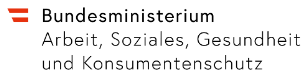 Bundesministerium
Arbeit, Soziales, Gesundheit
und Konsumentenschutz